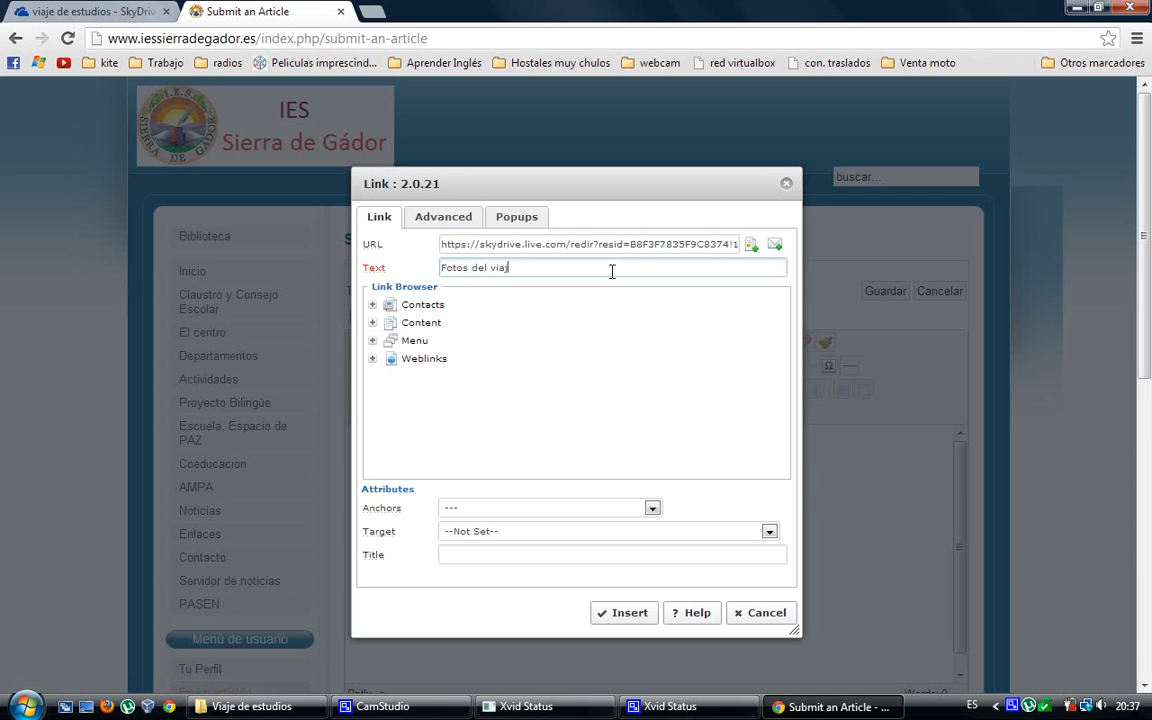 viaje de estudios - SkyDriv
Submit an Article
www.iessierradegador.es/index.php/submit-an-article
kite
Trabajo
radios
Peliculas imprescind...
Aprender Inglés
Hostales muy chulos
webcam
red virtualbox
con. traslados
Venta moto
Otros marcadores
I.E.S.
SIERRA DE GÁDOR
IES
Sierra de Gádor
buscar...
Biblioteca
Inicio
Claustro y Consejo
Escolar
El centro
Departamentos
Actividades
Proyecto Bilingüe
Escuela, Espacio de
PAZ
Coeducacion
AMPA
Noticias
Enlaces
Contacto
Servidor de noticias
PASEN
Menú de usuario
Tu Perfil
Guardar
Cancelar
Link : 2.0.21
Link
Advanced
Popups
URL
https://skydrive.live.com/redir?resid=B8F3F7835F9C8374!1
Text
Fotos del viaj
Link Browser
Contacts
Content
Menu
Weblinks
Attributes
Anchors
---
Target
--Not Set--
Title
Insert
? Help
Cancel
Viaje de estudios
CamStudio
Xvid Status
Xvid Status
Submit an Article - ...
ES
20:37